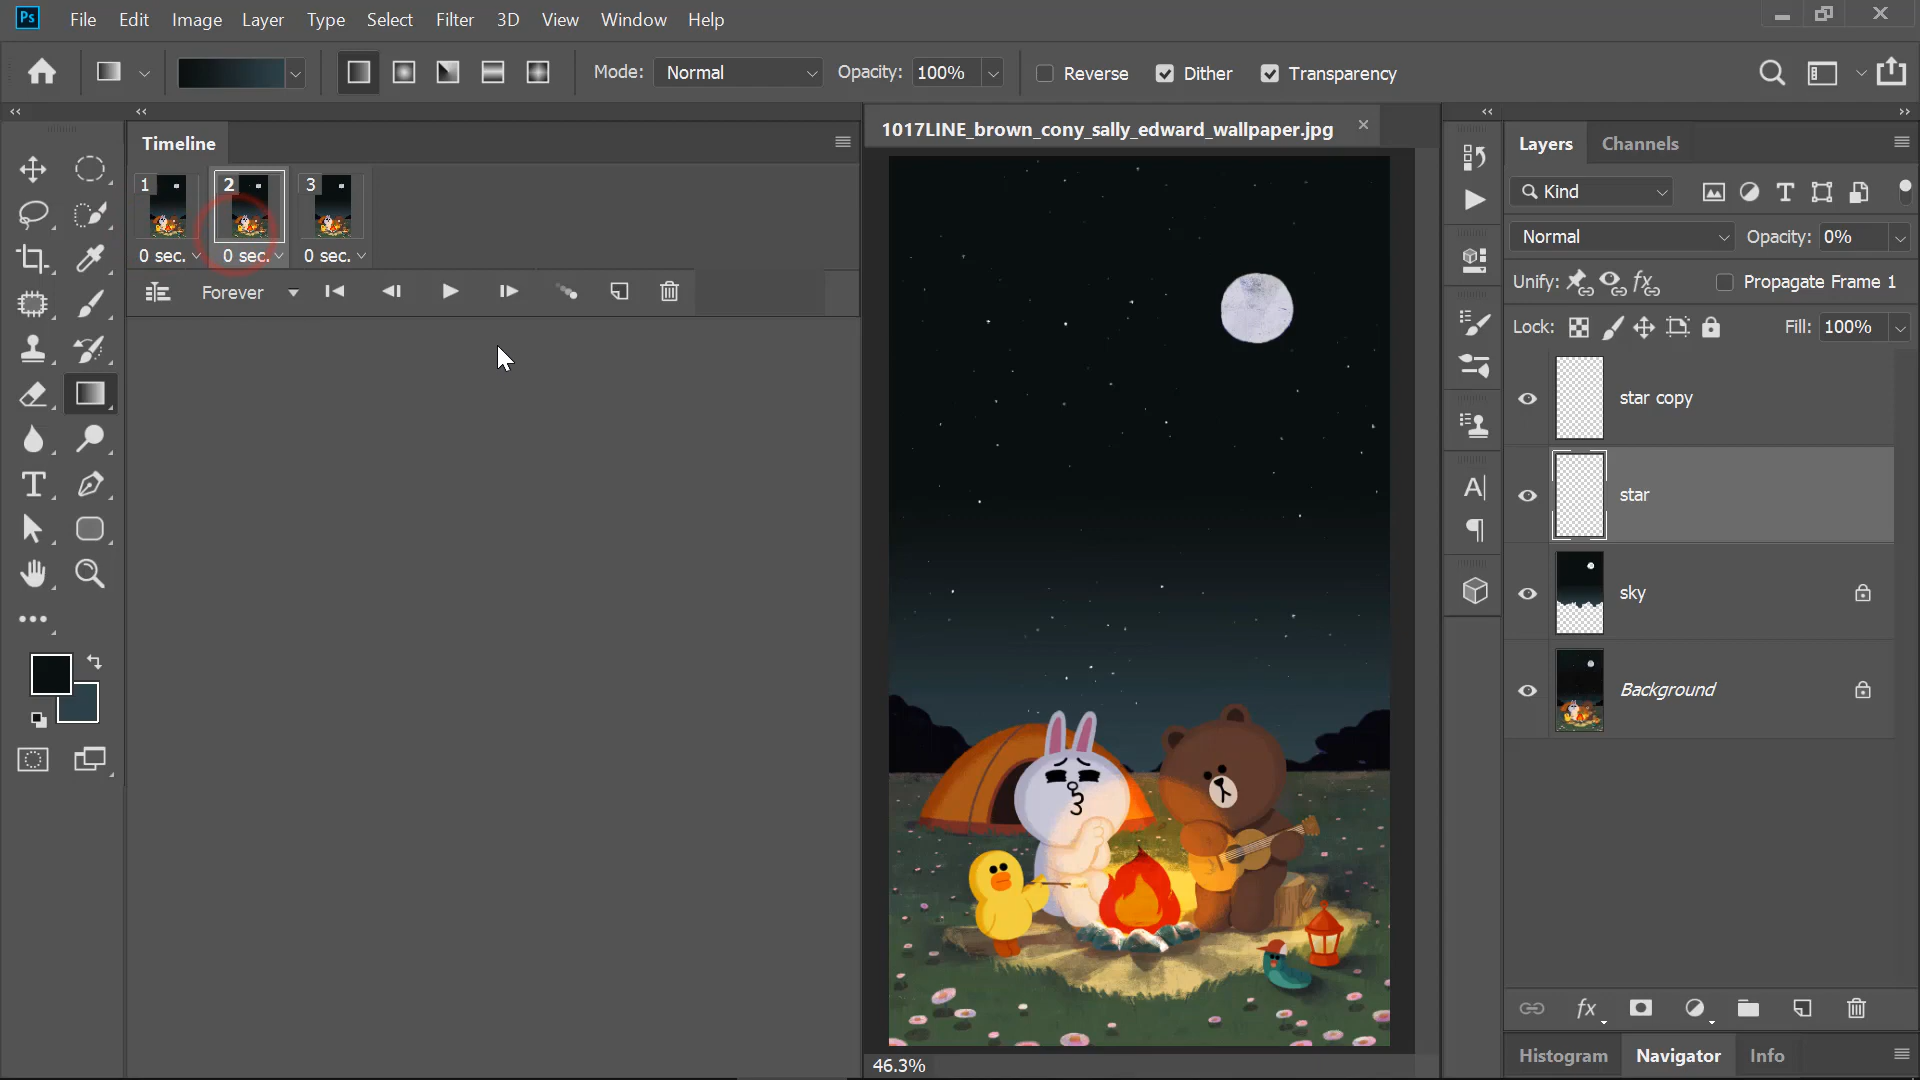 Ps File Edit Image Layer Type Select Filter 3D View Window Help
Mode: Normal Opacity: 100% Reverse Dither Transparency
Timeline
1 2 3
0 sec. 0 sec. 0 sec.
Forever
1017LINE_brown_cony_sally_edward_wallpaper.jpg
46.3%
Layers Channels
Kind
Normal Opacity: 0%
Unify: Propagate Frame 1
Lock: Fill: 100%
star copy
star
sky
Background
fx
Histogram Navigator Info